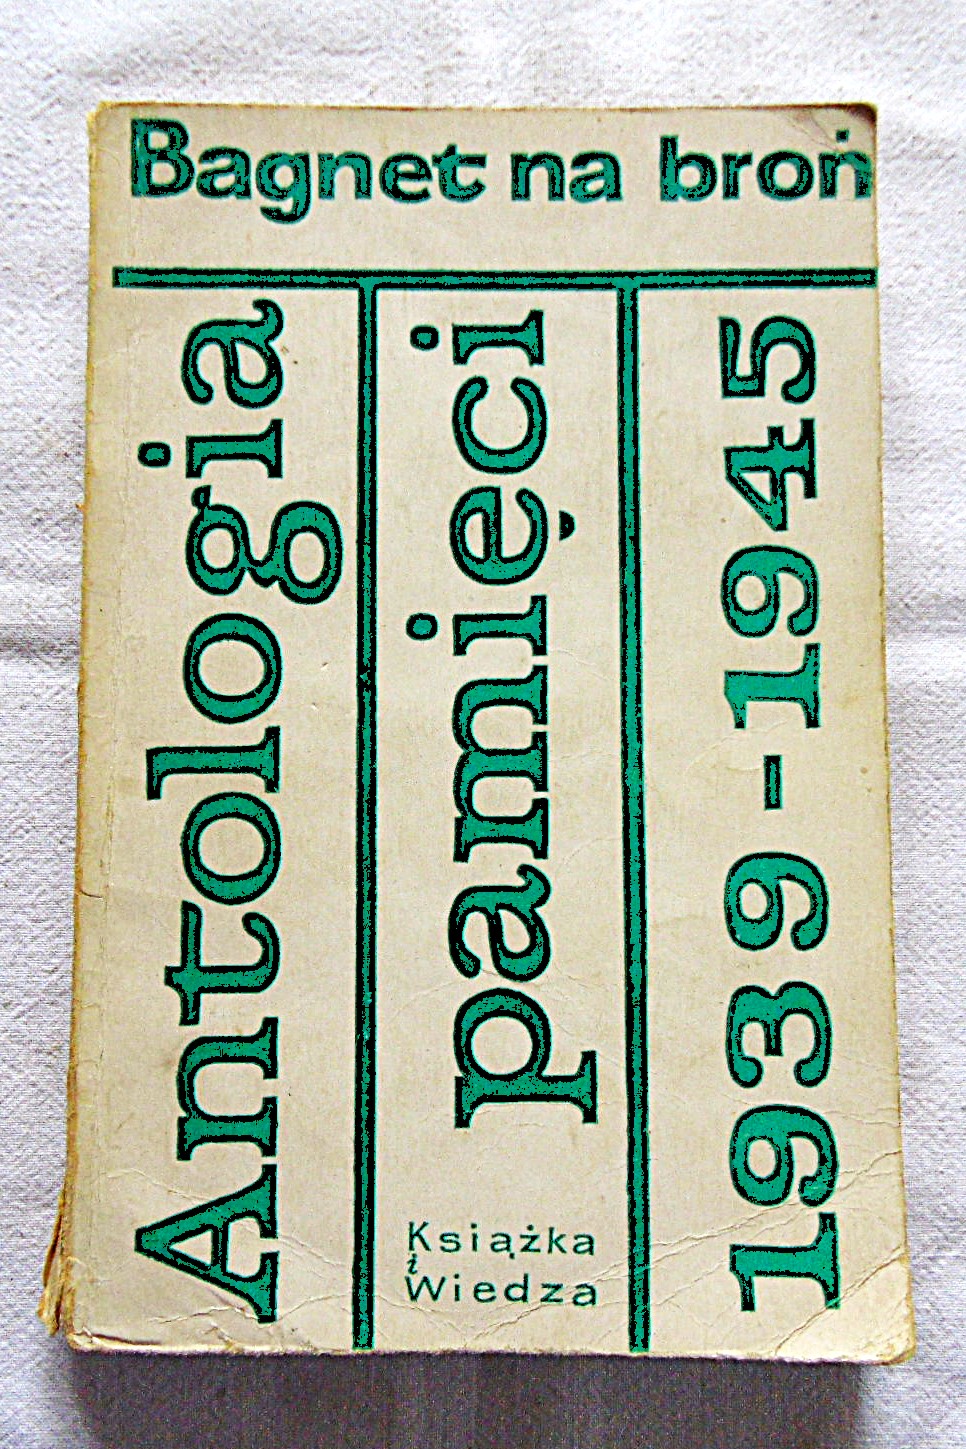 Bagnet na broń
Antologia
pamięci
1939-1945
Książka
i
Wiedza